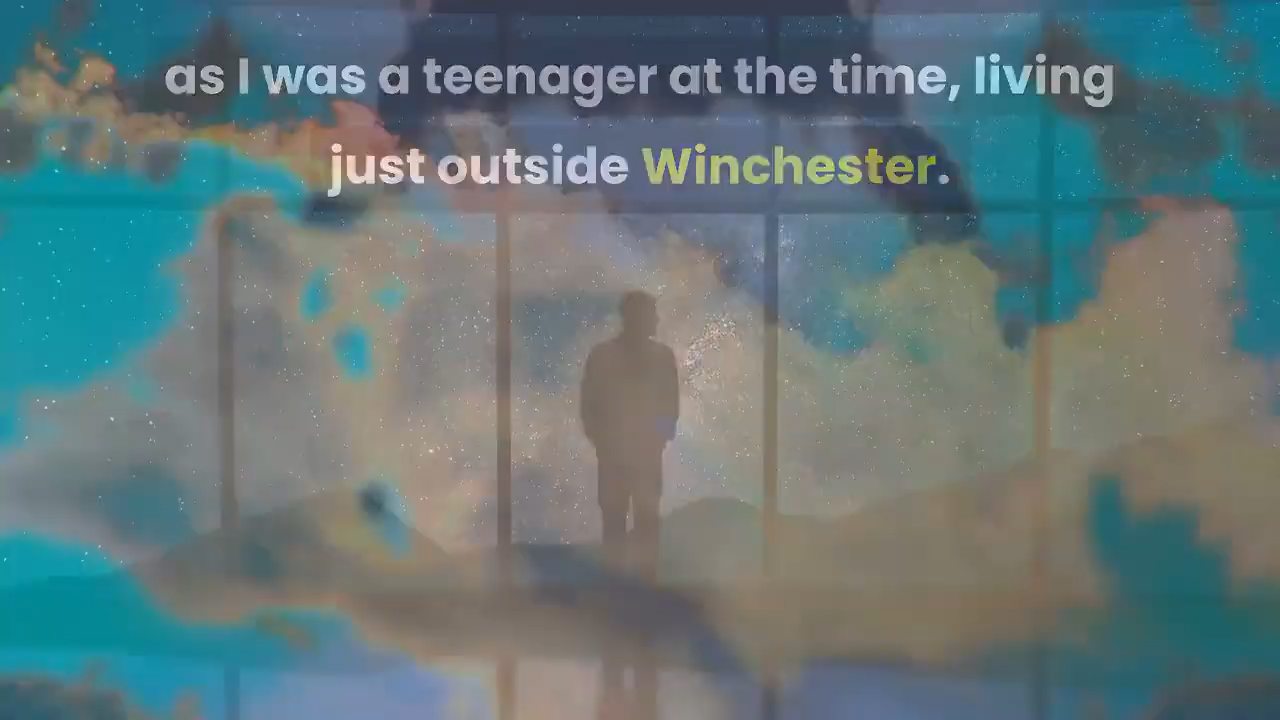 as I was a teenager at the time, living
just outside Winchester.